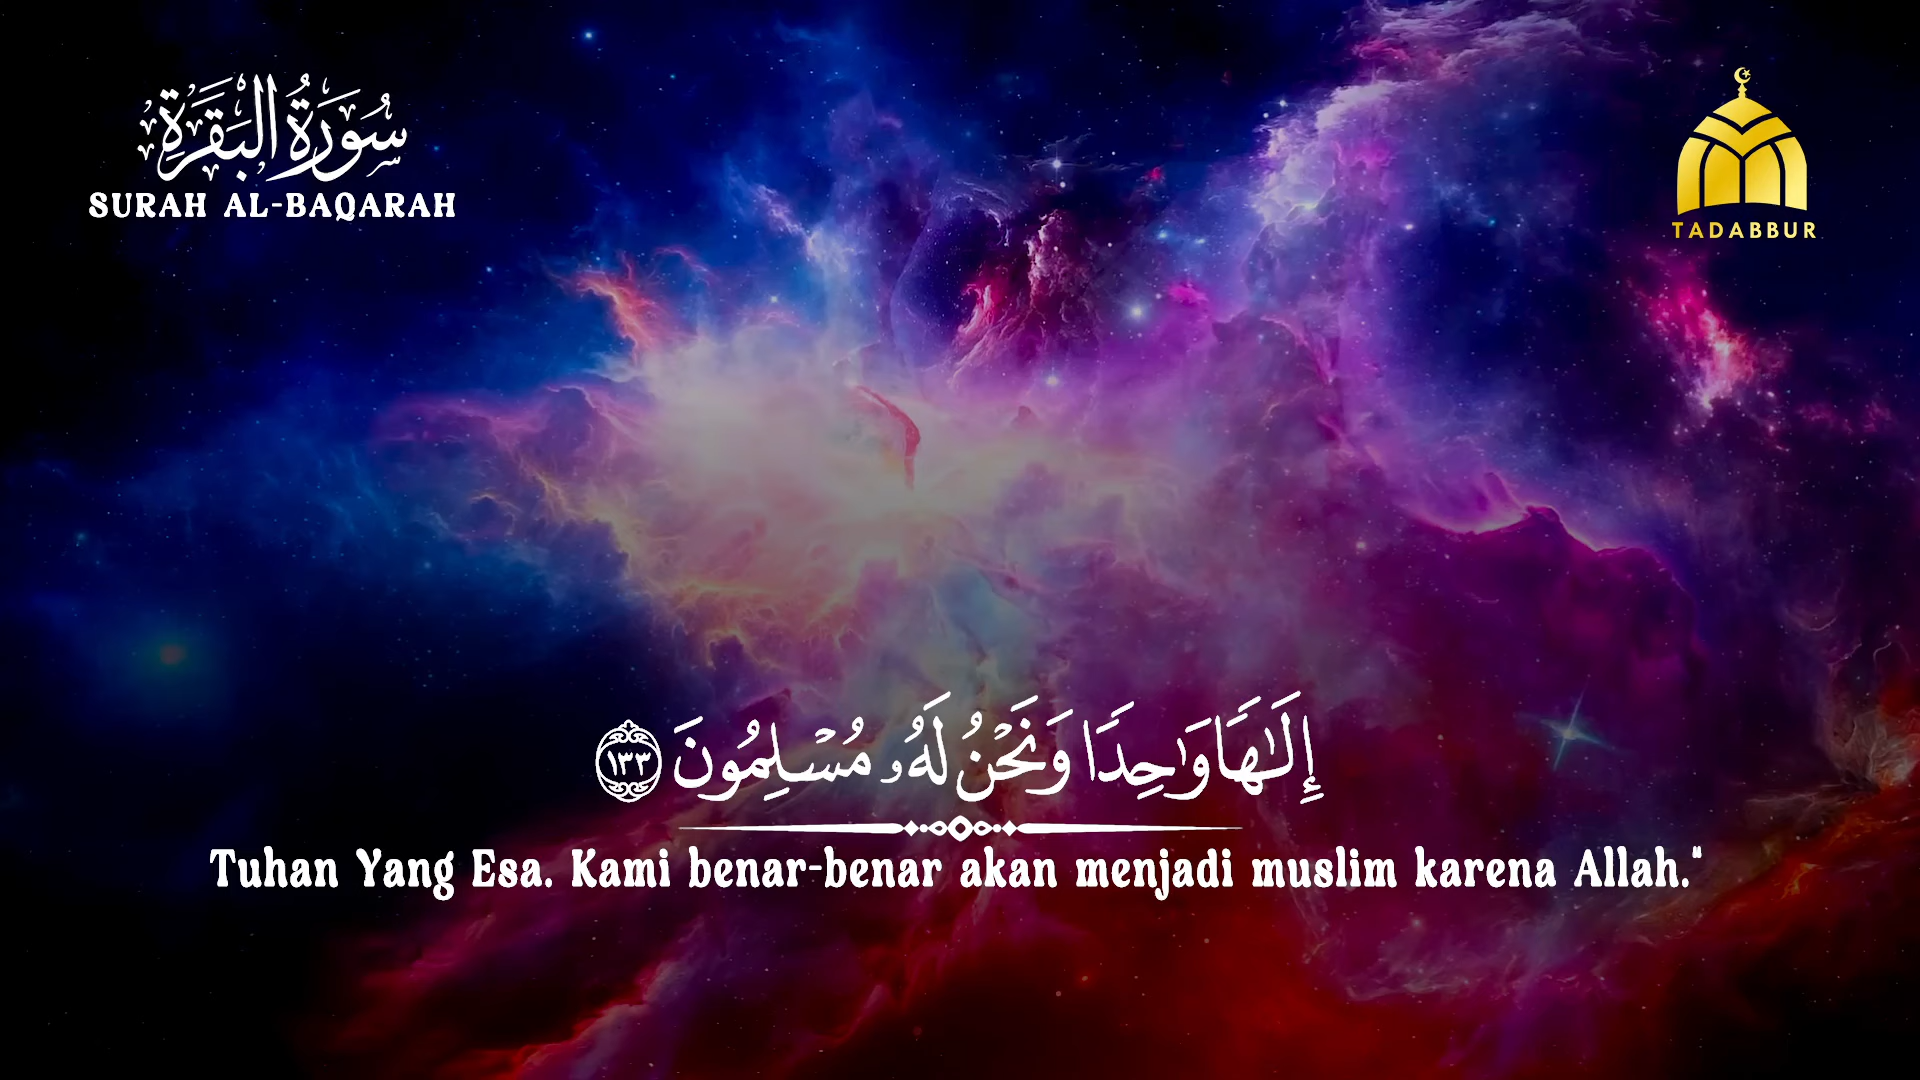 سُورَةُ البَقَرَةِ
SURAH AL-BAQARAH
TADABBUR
إِلَـٰهًا وَٰحِدًا وَنَحْنُ لَهُۥ مُسْلِمُونَ ١٣٣
Tuhan Yang Esa. Kami benar-benar akan menjadi muslim karena Allah."